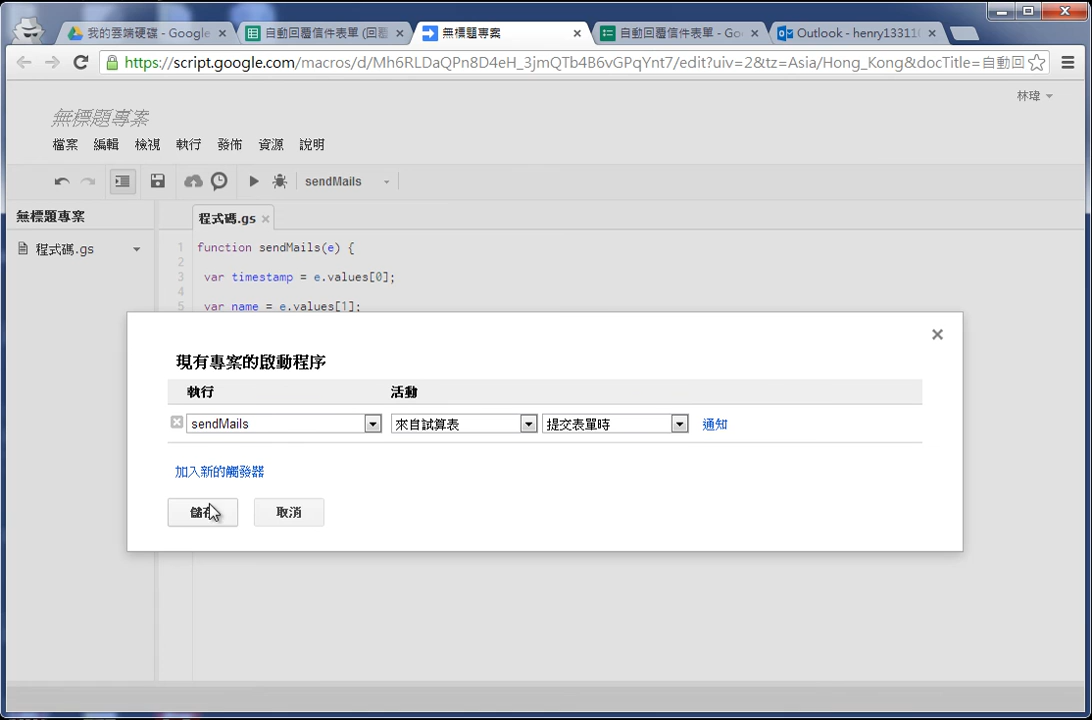 我的雲端硬碟 - Google
自動回覆信件表單 (回覆
無標題專案
自動回覆信件表單 - Go
Outlook - henry13311
https://script.google.com/macros/d/Mh6RLDaQPn8D4eH_3jmQTb4B6vGPqYnt7/edit?uiv=2&tz=Asia/Hong_Kong&docTitle=自動回
林瑋
無標題專案
檔案 編輯 檢視 執行 發佈 資源 說明
sendMails
無標題專案
程式碼.gs
程式碼.gs
1 function sendMails(e) {
2
3 var timestamp = e.values[0];
4
5 var name = e.values[1];
現有專案的啟動程序
執行 活動
sendMails 來自試算表 提交表單時 通知
加入新的觸發器
儲存 取消